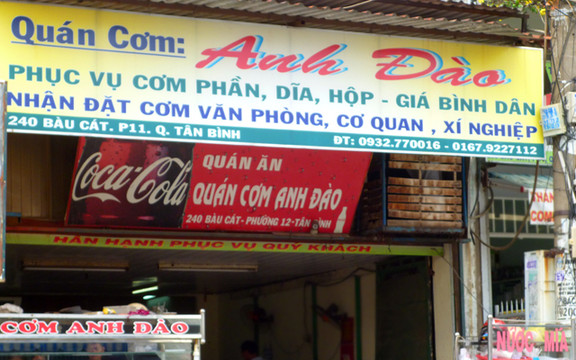 Quán Cơm: Anh Đào
PHỤC VỤ CƠM PHẦN, DĨA, HỘP - GIÁ BÌNH DÂN
NHẬN ĐẶT CƠM VĂN PHÒNG, CƠ QUAN , XÍ NGHIỆP
240 BÀU CÁT. P11. Q. TÂN BÌNH ĐT: 0932.770016 - 0167.9227112
Coca-Cola
QUÁN ĂN
QUÁN CƠM ANH ĐÀO
240 BÀU CÁT- PHƯỜNG 12-TÂN BÌNH
HÂN HẠNH PHỤC VỤ QUÝ KHÁCH
CƠM ANH ĐÀO
NƯỚC MÍA
COM